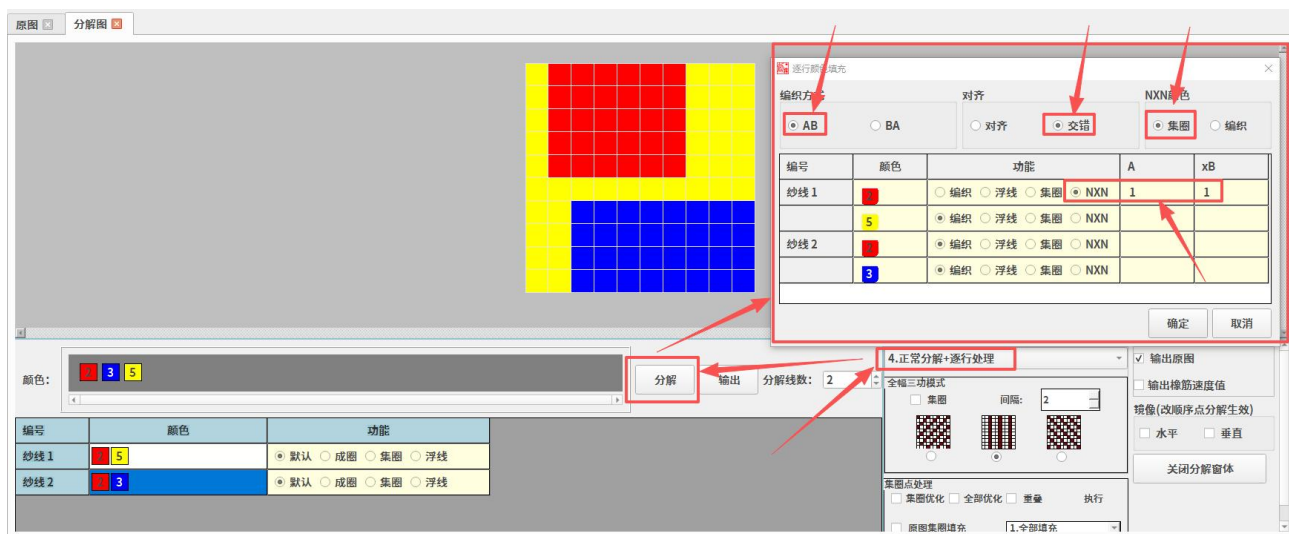 原图 分解图
逐行颜色填充
编织方式 对齐 NXN颜色
AB BA 对齐 交错 集圈 编织
编号 颜色 功能 A xB
纱线1 2 编织 浮线 集圈 NXN 1 1
5 编织 浮线 集圈 NXN
纱线2 2 编织 浮线 集圈 NXN
3 编织 浮线 集圈 NXN
确定 取消
颜色: 2 3 5 分解 输出 分解线数: 2
4.正常分解+逐行处理
输出原图
全幅三功模式
集圈 间隔: 2
输出橡筋速度值
镜像(改顺序点分解生效)
水平 垂直
关闭分解窗体
编号 颜色 功能
纱线1 2 5 默认 成圈 集圈 浮线
纱线2 2 3 默认 成圈 集圈 浮线
集圈点处理
集圈优化 全部优化 重叠 执行
原图集圈填充 1.全部填充